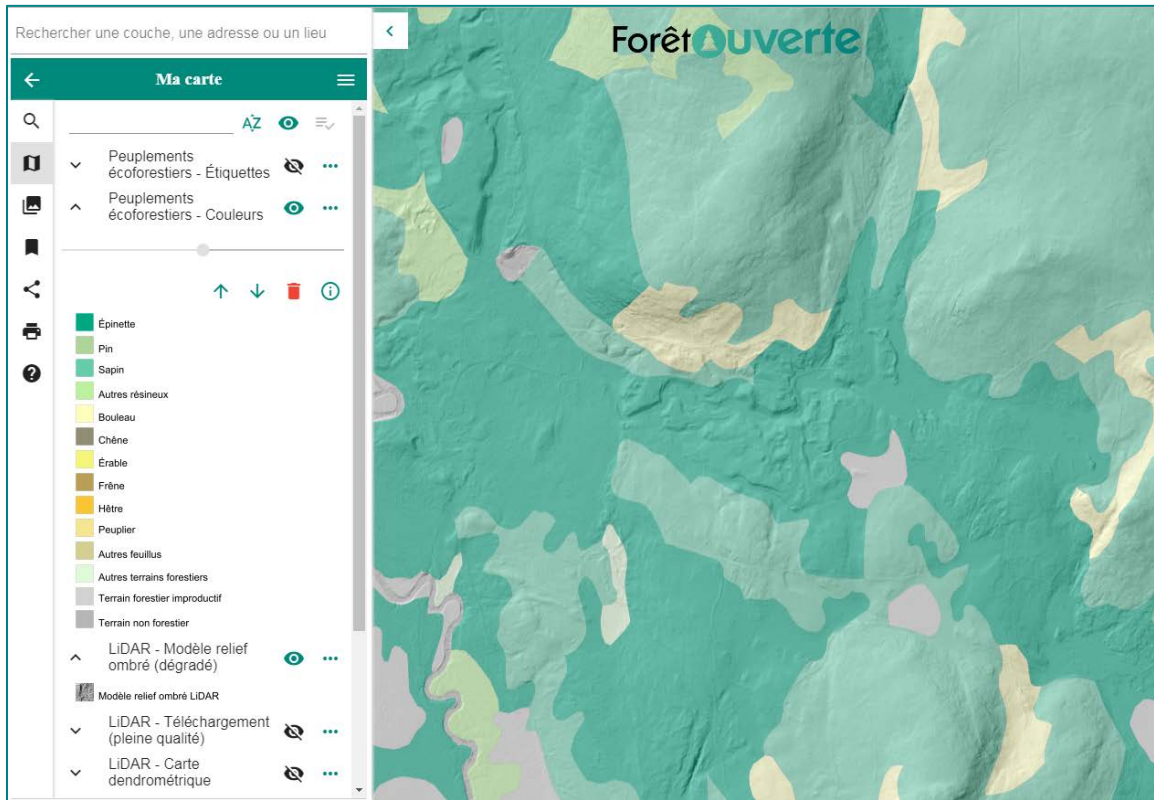 Rechercher une couche, une adresse ou un lieu
ForêtOuverte
Ma carte
AZ
Peuplements
écoforestiers - Étiquettes
Peuplements
écoforestiers - Couleurs
Épinette
Pin
Sapin
Autres résineux
Bouleau
Chêne
Érable
Frêne
Hêtre
Peuplier
Autres feuillus
Autres terrains forestiers
Terrain forestier improductif
Terrain non forestier
LiDAR - Modèle relief
ombré (dégradé)
Modèle relief ombré LiDAR
LiDAR - Téléchargement
(pleine qualité)
LiDAR - Carte
dendrométrique